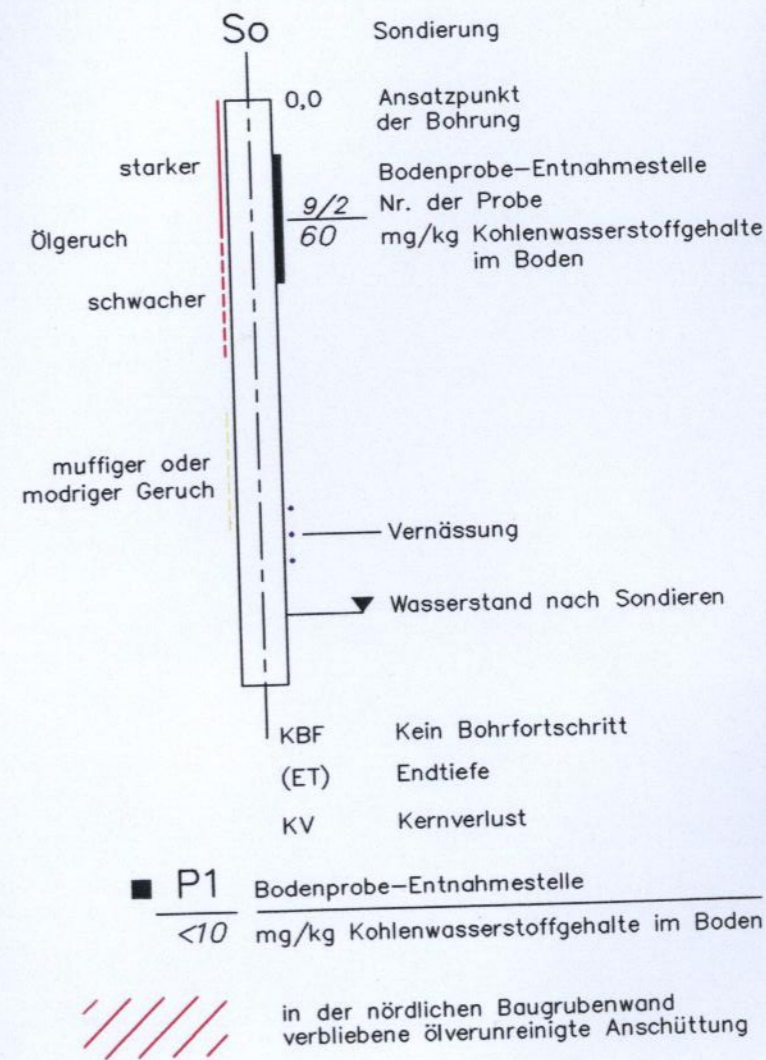 So Sondierung
0,0 Ansatzpunkt
der Bohrung
starker
Bodenprobe-Entnahmestelle
9/2 Nr. der Probe
60 mg/kg Kohlenwasserstoffgehalte
im Boden
Ölgeruch
schwacher
muffiger oder
modriger Geruch
Vernässung
Wasserstand nach Sondieren
KBF Kein Bohrfortschritt
(ET) Endtiefe
KV Kernverlust
P1 Bodenprobe-Entnahmestelle
<10 mg/kg Kohlenwasserstoffgehalte im Boden
in der nördlichen Baugrubenwand
verbliebene ölverunreinigte Anschüttung